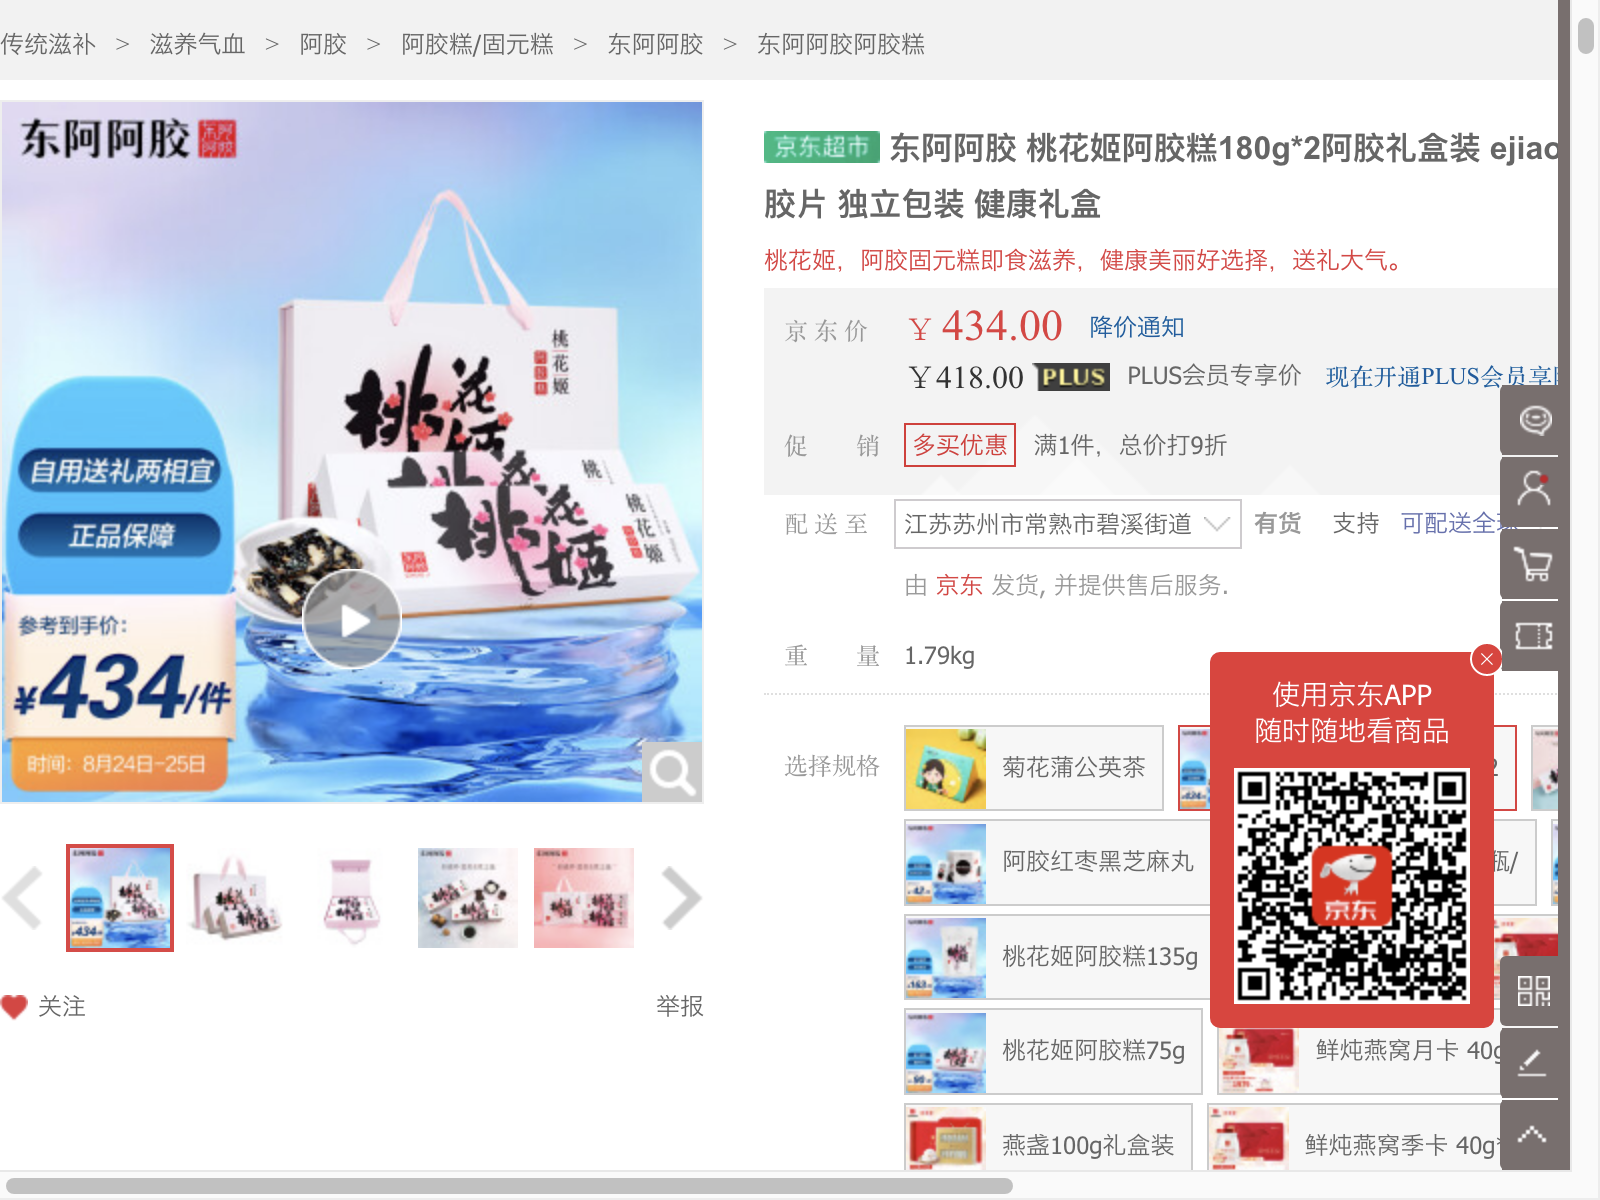 传统滋补 > 滋养气血 > 阿胶 > 阿胶糕/固元糕 > 东阿阿胶 > 东阿阿胶阿胶糕
东阿阿胶 东阿阿胶
桃花姬
桃花姬
桃花姬
桃花姬
自用送礼两相宜
正品保障
参考到手价：
¥434/件
时间：8月24日-25日
关注
举报
京东超市 东阿阿胶 桃花姬阿胶糕180g*2阿胶礼盒装 ejiao
胶片 独立包装 健康礼盒
桃花姬，阿胶固元糕即食滋养，健康美丽好选择，送礼大气。
京东价 ￥434.00 降价通知
￥418.00 PLUS PLUS会员专享价 现在开通PLUS会员享
促销 多买优惠 满1件，总价打9折
配送至 江苏苏州市常熟市碧溪街道 有货 支持 可配送全
由 京东 发货, 并提供售后服务.
重量 1.79kg
使用京东APP
随时随地看商品
京东
选择规格 菊花蒲公英茶 2
阿胶红枣黑芝麻丸 瓶/
桃花姬阿胶糕135g
桃花姬阿胶糕75g 鲜炖燕窝月卡 40g
燕盏100g礼盒装 鲜炖燕窝季卡 40g*